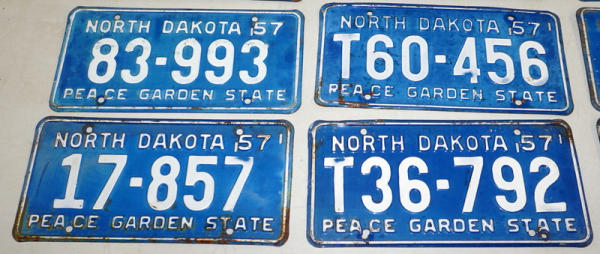 NORTH DAKOTA 57
83-993
PEACE GARDEN STATE
NORTH DAKOTA 57
T60-456
PEACE GARDEN STATE
NORTH DAKOTA 57
17-857
PEACE GARDEN STATE
NORTH DAKOTA 57
T36-792
PEACE GARDEN STATE